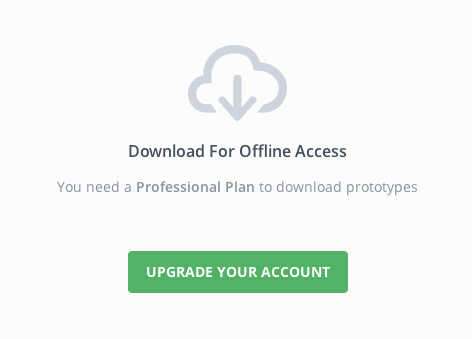 Download For Offline Access
You need a Professional Plan to download prototypes
UPGRADE YOUR ACCOUNT